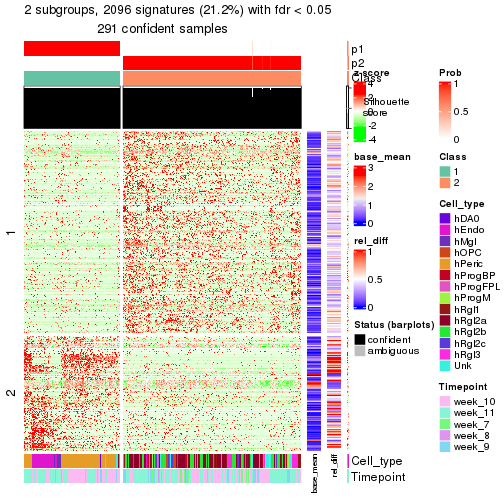 2 subgroups, 2096 signatures (21.2%) with fdr < 0.05
291 confident samples
p1
p2
Class
z-score
4
2
0
-2
-4
Silhouette
score
p
1
2
base_mean
3
2
1
0
rel_diff
1
0.5
0
Status (barplots)
confident
ambiguous
Prob
1
0.5
0
Class
1
2
Cell_type
hDA0
hEndo
hMgl
hOPC
hPeric
hProgBP
hProgFPL
hProgM
hRgl1
hRgl2a
hRgl2b
hRgl2c
hRgl3
Unk
Timepoint
week_10
week_11
week_7
week_8
week_9
Cell_type
Timepoint
base_mean
rel_diff